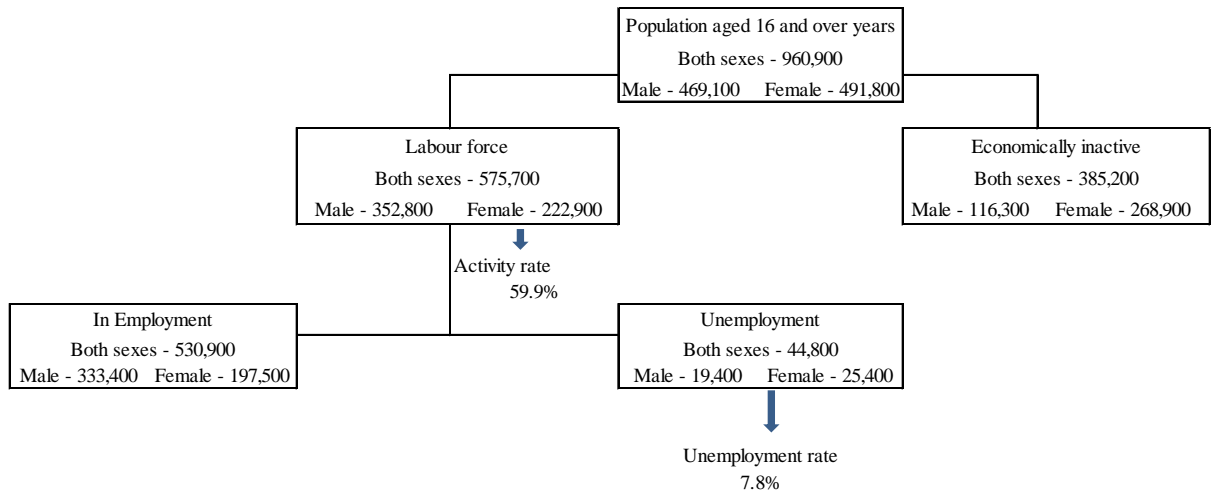 Population aged 16 and over years
Both sexes - 960,900
Male - 469,100 Female - 491,800
Labour force
Both sexes - 575,700
Male - 352,800 Female - 222,900
Economically inactive
Both sexes - 385,200
Male - 116,300 Female - 268,900
Activity rate
59.9%
In Employment
Both sexes - 530,900
Male - 333,400 Female - 197,500
Unemployment
Both sexes - 44,800
Male - 19,400 Female - 25,400
Unemployment rate
7.8%